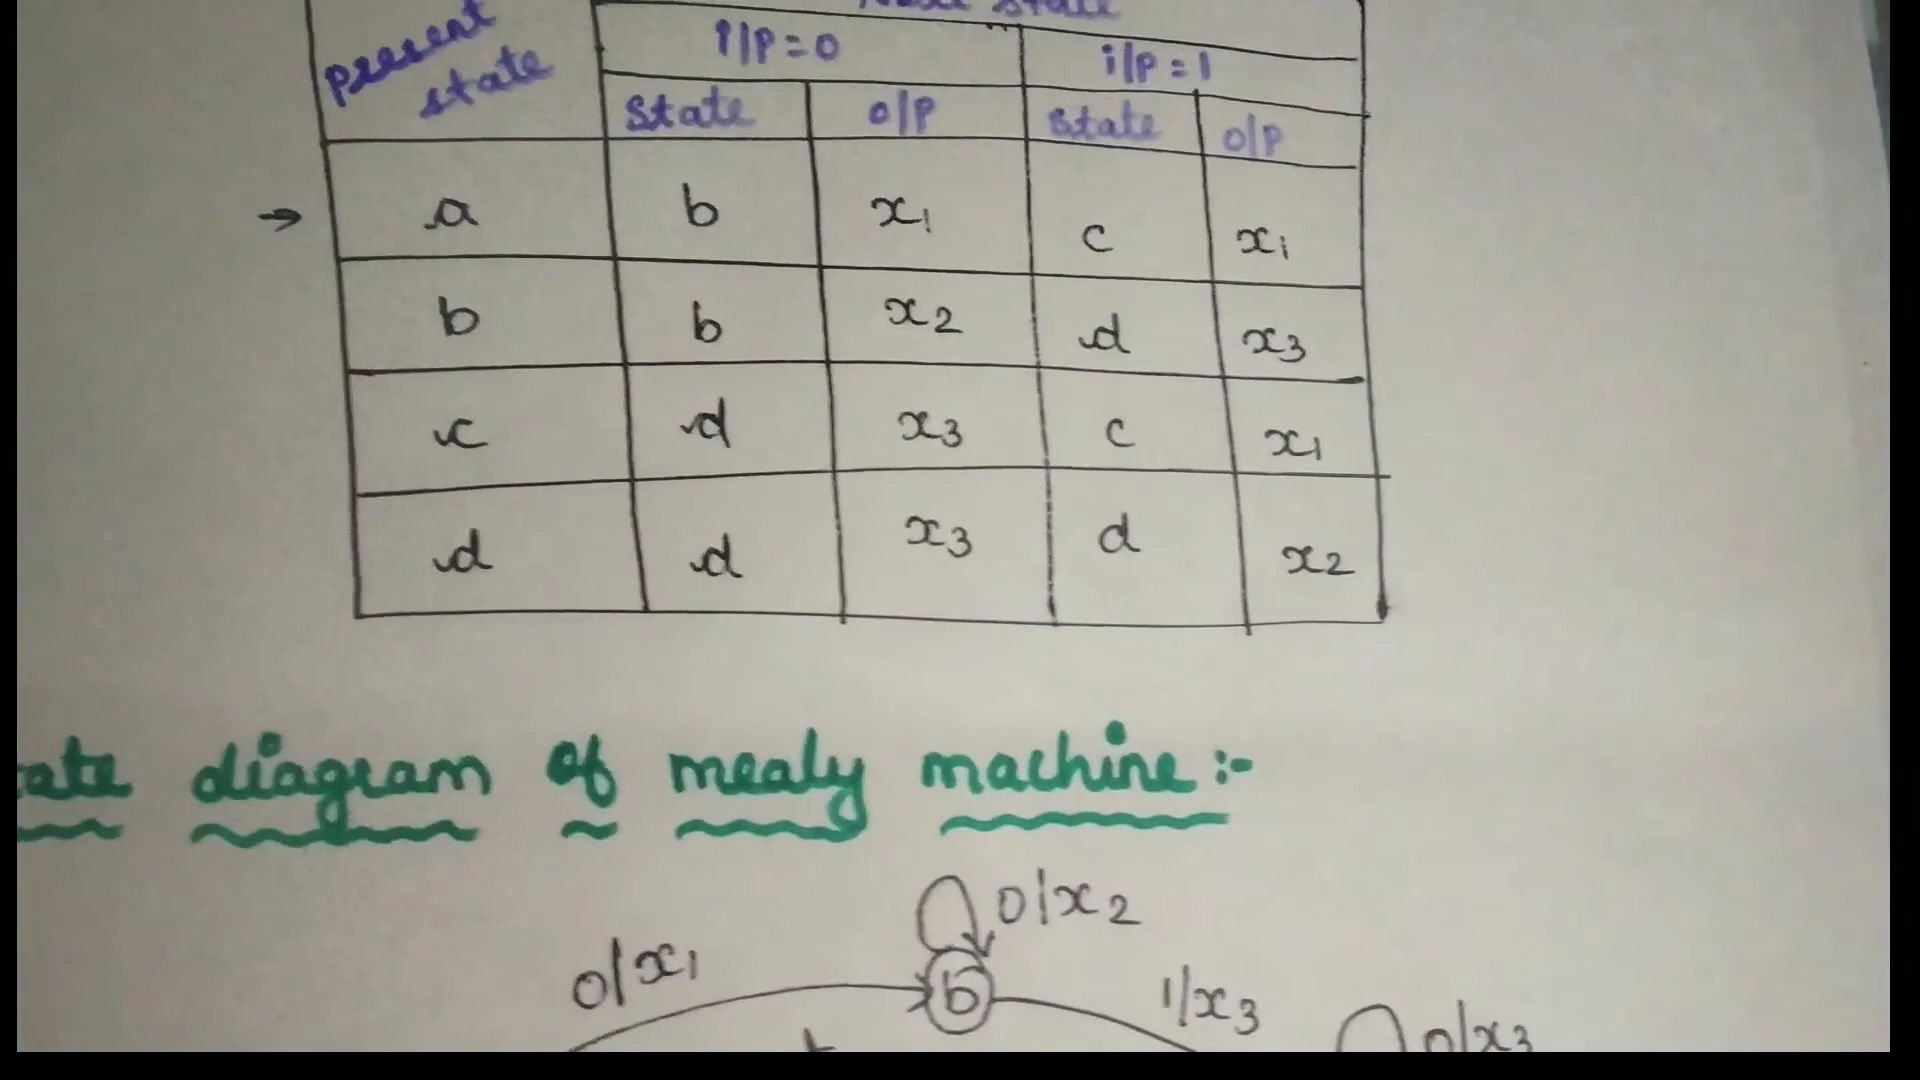 present state
i/p = 0 i/p = 1
State o/p state o/p
→ a b x1 c x1
b b x2 d x3
c d x3 c x1
d d x3 d x2
ate diagram of mealy machine:-
0/x2
0/x1 b 1/x3 0/x3